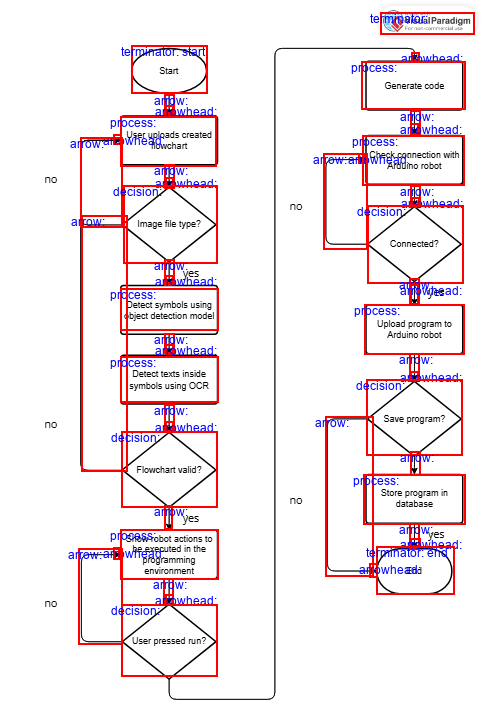 terminator:
Visual Paradigm
For non-commercial use
terminator: start
Start
arrow:
arrowhead:
process:
User uploads created
flowchart
arrow:
arrowhead:
no
arrow:
arrowhead:
decision:
Image file type?
arrow:
arrow:
yes
arrowhead:
process:
Detect symbols using
object detection model
arrow:
arrowhead:
process:
Detect texts inside
symbols using OCR
arrow:
arrowhead:
no
decision:
Flowchart valid?
arrow:
yes
arrowhead:
process:
Show robot actions to
be executed in the
programming
environment
arrow:
arrowhead:
arrow:
arrowhead:
no
decision:
User pressed run?
arrowhead:
process:
Generate code
arrow:
arrowhead:
process:
Check connection with
Arduino robot
arrow:
arrowhead:
arrow:
arrowhead:
no
decision:
Connected?
arrow:
yes
arrowhead:
process:
Upload program to
Arduino robot
arrow:
arrowhead:
decision:
Save program?
arrow:
arrow:
no
process:
Store program in
database
arrow:
yes
arrowhead:
terminator: end
End
arrowhead: